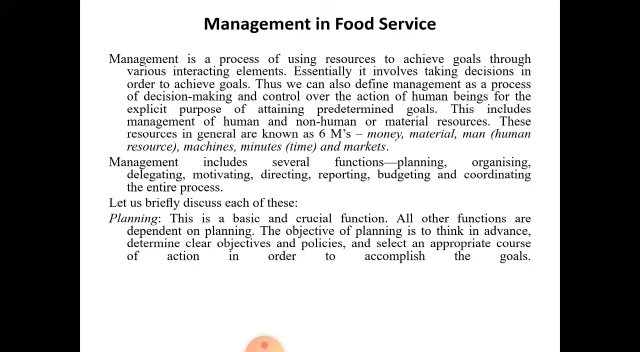 Management in Food Service
Management is a process of using resources to achieve goals through
various interacting elements. Essentially it involves taking decisions in
order to achieve goals. Thus we can also define management as a process
of decision-making and control over the action of human beings for the
explicit purpose of attaining predetermined goals. This includes
management of human and non-human or material resources. These
resources in general are known as 6 M's – money, material, man (human
resource), machines, minutes (time) and markets.
Management includes several functions—planning, organising,
delegating, motivating, directing, reporting, budgeting and coordinating
the entire process.
Let us briefly discuss each of these:
Planning: This is a basic and crucial function. All other functions are
dependent on planning. The objective of planning is to think in advance,
determine clear objectives and policies, and select an appropriate course
of action in order to accomplish the goals.